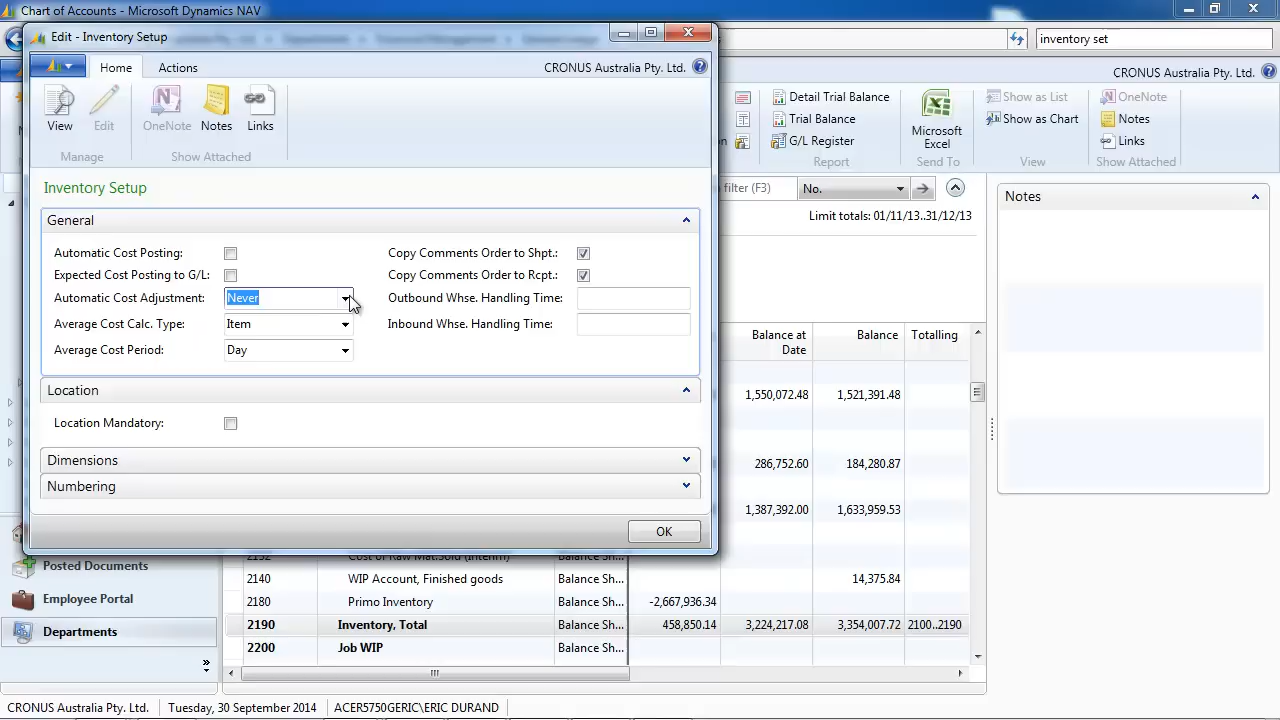 Chart of Accounts - Microsoft Dynamics NAV
Edit - Inventory Setup
inventory set
Home
Actions
CRONUS Australia Pty. Ltd.
CRONUS Australia Pty. Ltd.
View
Edit
OneNote
Notes
Links
Manage
Show Attached
Detail Trial Balance
Trial Balance
G/L Register
Report
Microsoft
Excel
Send To
Show as List
Show as Chart
View
OneNote
Notes
Links
Show Attached
Inventory Setup
filter (F3)
No.
Limit totals: 01/11/13..31/12/13
Notes
General
Automatic Cost Posting:
Copy Comments Order to Shpt.:
Expected Cost Posting to G/L:
Copy Comments Order to Rcpt.:
Automatic Cost Adjustment:
Never
Outbound Whse. Handling Time:
Average Cost Calc. Type:
Item
Inbound Whse. Handling Time:
Average Cost Period:
Day
Location
Location Mandatory:
Dimensions
Numbering
OK
Balance at
Date
Balance
Totalling
1,550,072.48
1,521,391.48
286,752.60
184,280.87
1,387,392.00
1,633,959.53
2132
Cost of Raw Mat.Sold (Interim)
Balance Sh...
2140
WIP Account, Finished goods
Balance Sh...
14,375.84
2180
Primo Inventory
Balance Sh...
-2,667,936.34
2190
Inventory, Total
Balance Sh...
458,850.14
3,224,217.08
3,354,007.72
2100..2190
2200
Job WIP
Balance Sh...
Posted Documents
Employee Portal
Departments
CRONUS Australia Pty. Ltd.
Tuesday, 30 September 2014
ACER5750GERIC\ERIC DURAND